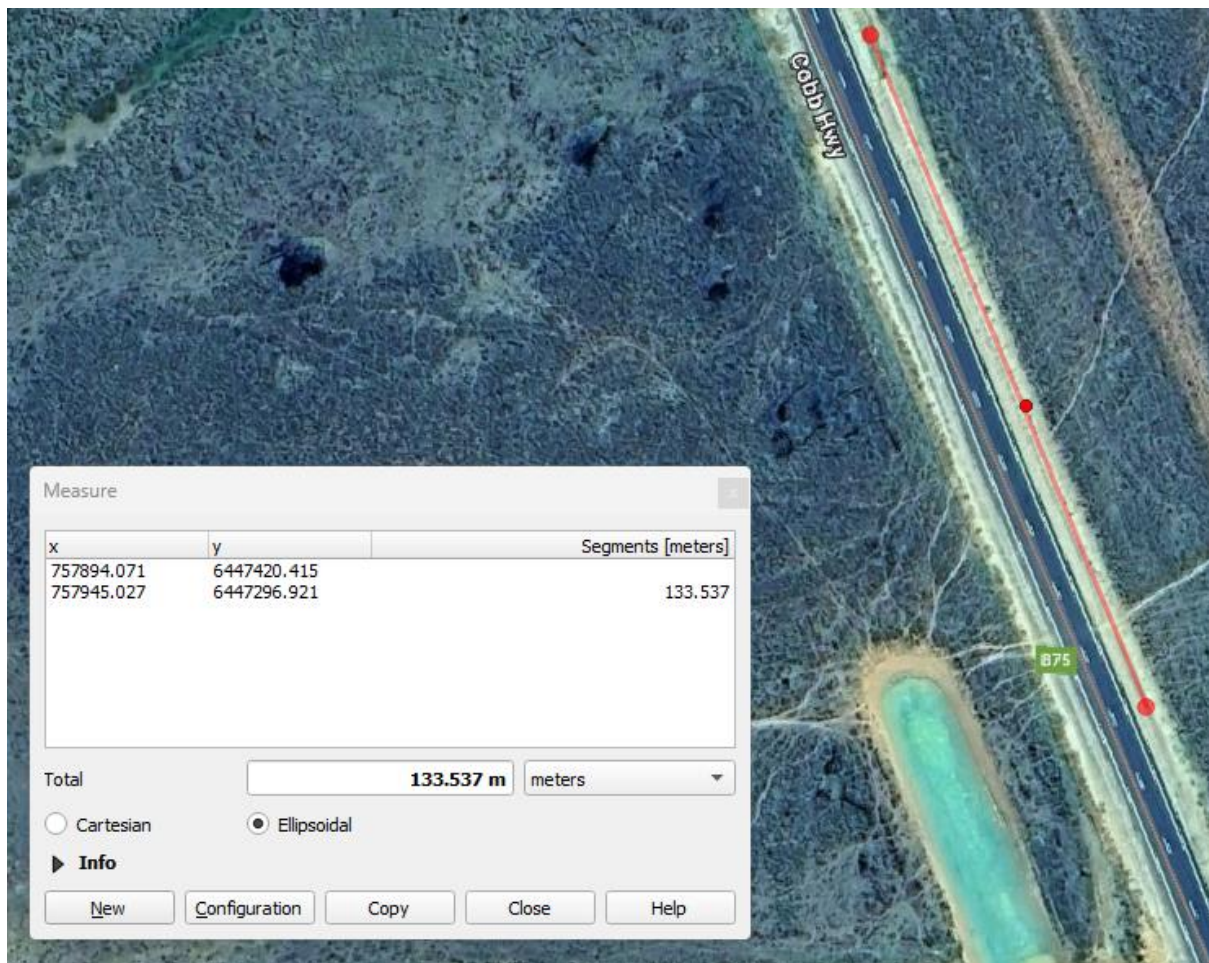 Cobb Hwy
Measure
x y Segments [meters]
757894.071 6447420.415
757945.027 6447296.921 133.537
B75
Total 133.537 m meters
Cartesian Ellipsoidal
Info
New Configuration Copy Close Help